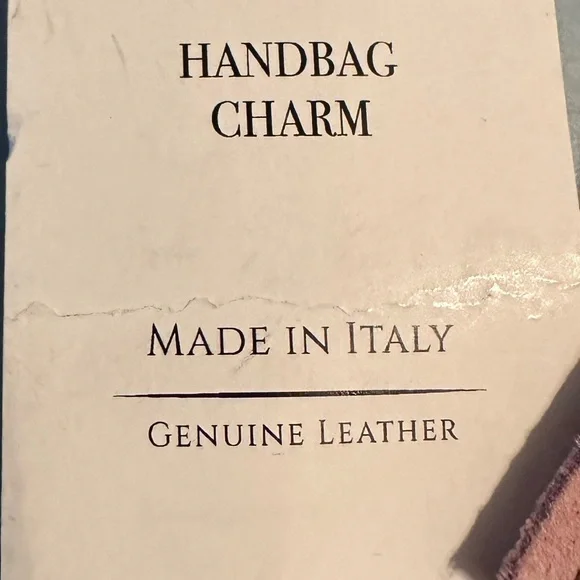 HANDBAG
CHARM
MADE IN ITALY
GENUINE LEATHER